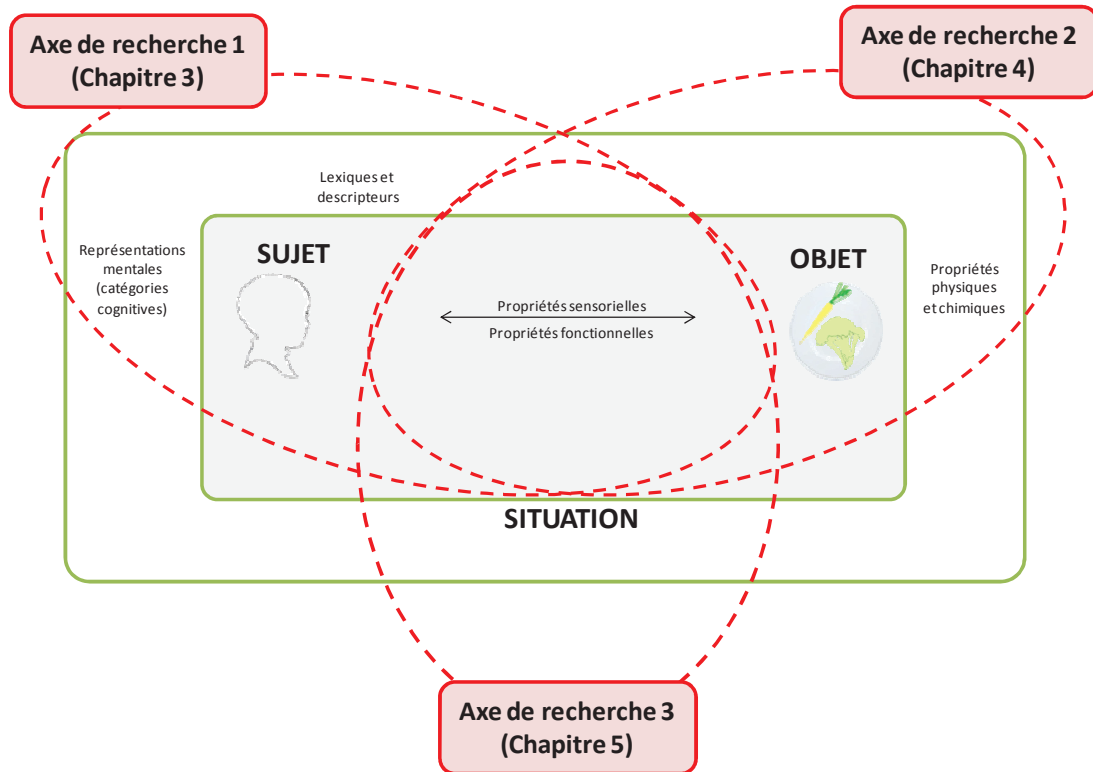 Axe de recherche 1
(Chapitre 3)
Axe de recherche 2
(Chapitre 4)
Lexiques et
descripteurs
Représentations
mentales
(catégories
cognitives)
SUJET
OBJET
Propriétés
physiques
et chimiques
Propriétés sensorielles
Propriétés fonctionnelles
SITUATION
Axe de recherche 3
(Chapitre 5)